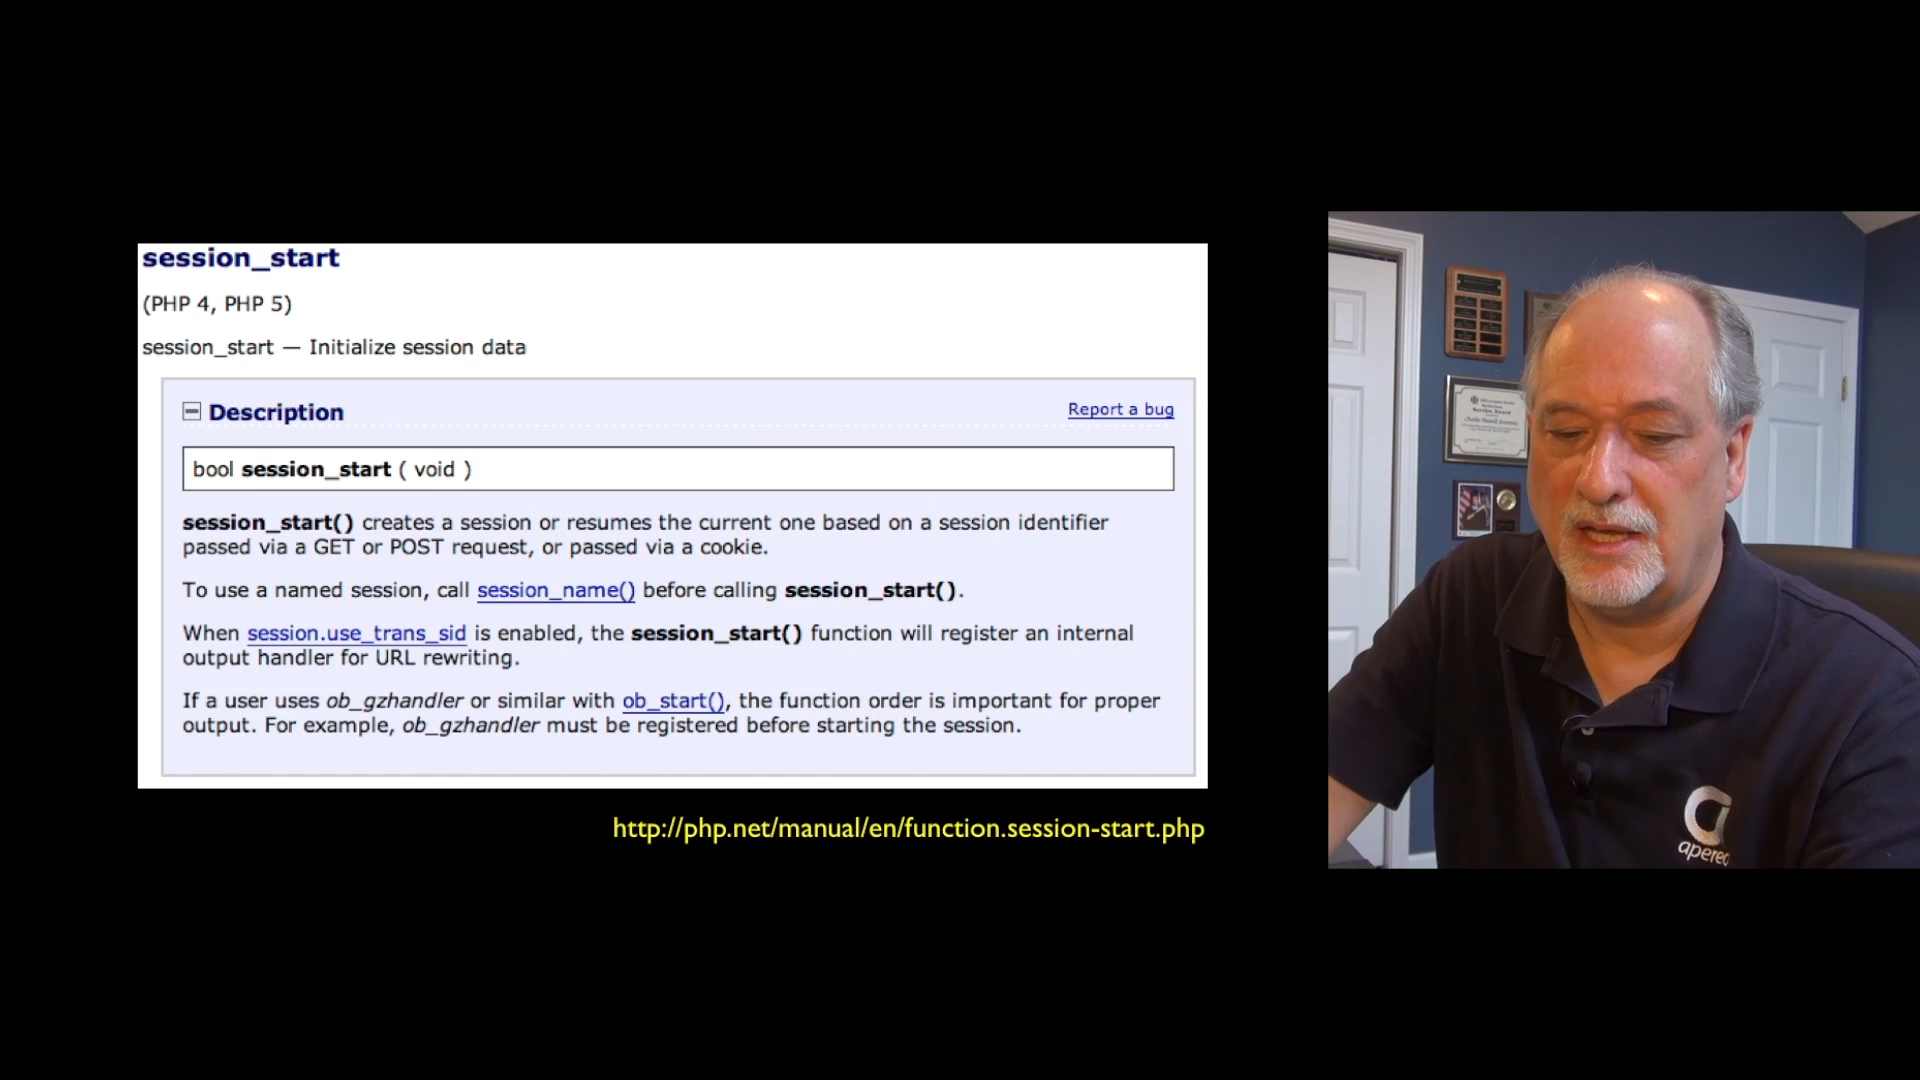 session_start
(PHP 4, PHP 5)
session_start — Initialize session data
Description
Report a bug
bool session_start ( void )
session_start() creates a session or resumes the current one based on a session identifier
passed via a GET or POST request, or passed via a cookie.
To use a named session, call session_name() before calling session_start().
When session.use_trans_sid is enabled, the session_start() function will register an internal
output handler for URL rewriting.
If a user uses ob_gzhandler or similar with ob_start(), the function order is important for proper
output. For example, ob_gzhandler must be registered before starting the session.
http://php.net/manual/en/function.session-start.php
Service Award
apereo